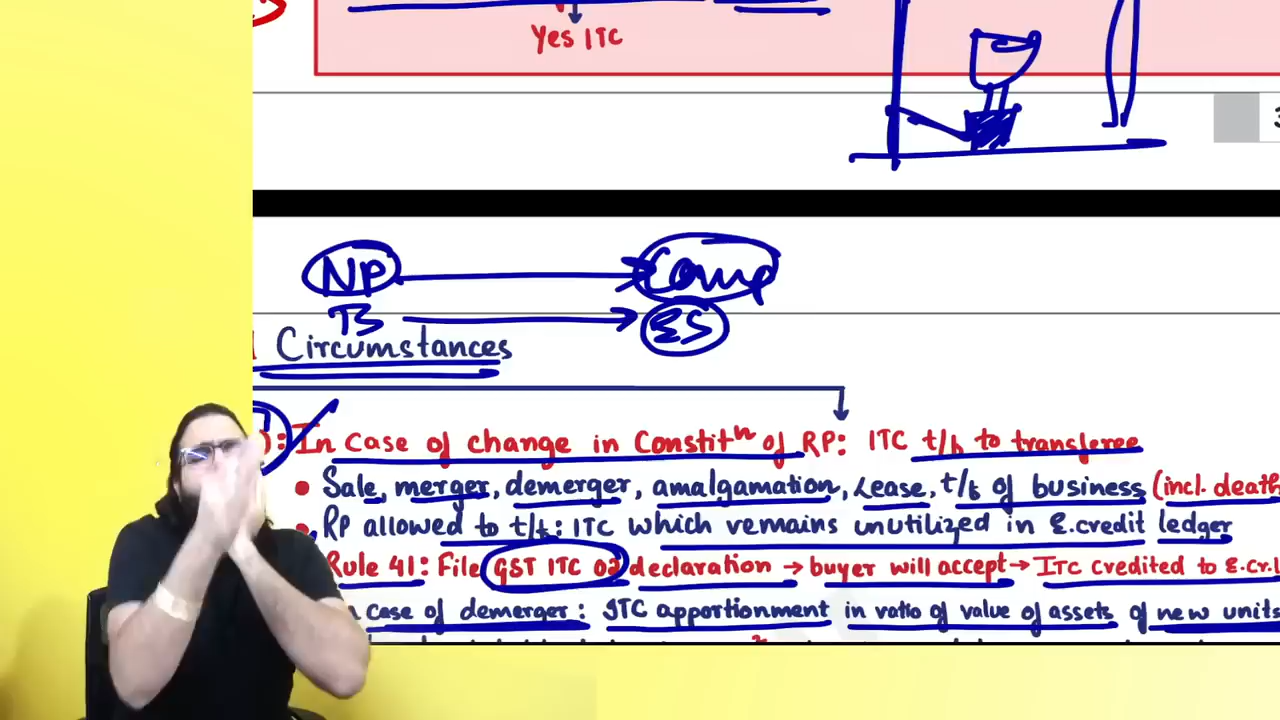 Yes ITC
3
NP Comp
TS ES
Circumstances
): In case of change in Constitⁿ of RP: ITC t/f to transferee
• Sale, merger, demerger, amalgamation, Lease, t/f of business (incl. death
• RP allowed to t/f: ITC which remains unutilized in E.credit ledger
Rule 41: File GST ITC 02 declaration → buyer will accept → ITC credited to E.cr.L
In case of demerger: ITC apportionment in ratio of value of assets of new units